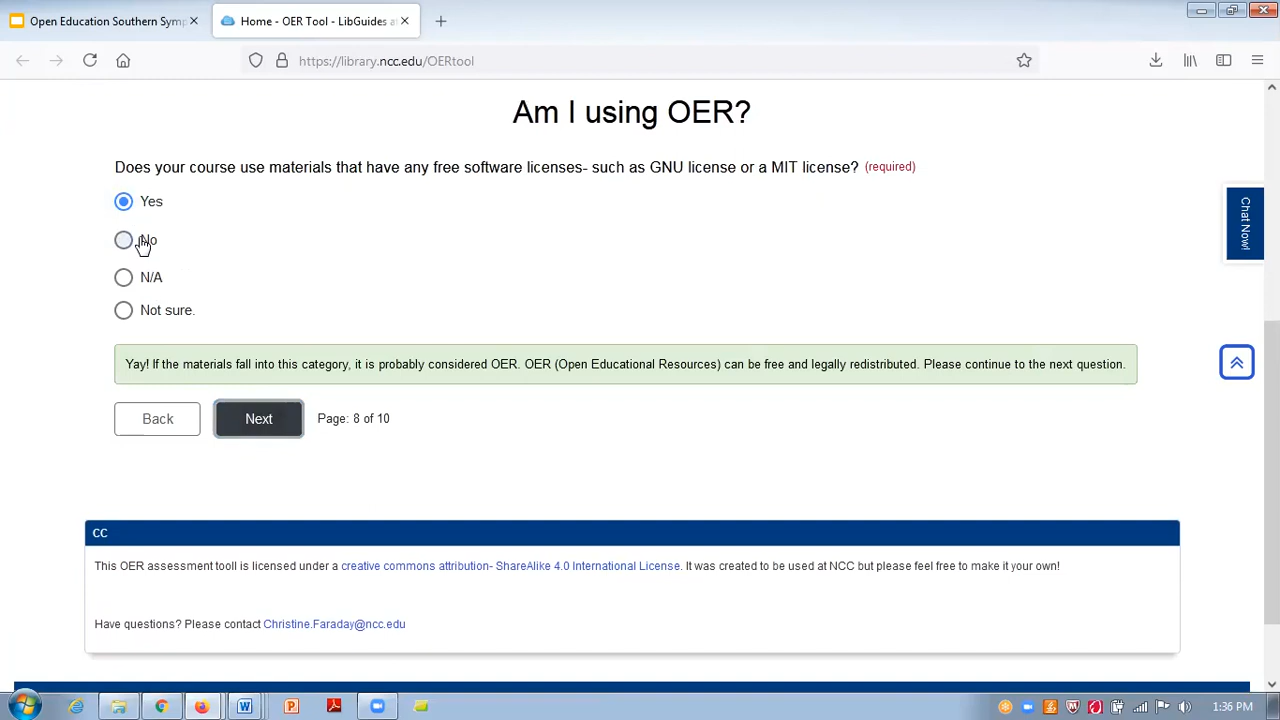 Open Education Southern Symp
Home - OER Tool - LibGuides a
https://library.ncc.edu/OERtool
Am I using OER?
Does your course use materials that have any free software licenses- such as GNU license or a MIT license? (required)
Yes
No
N/A
Not sure.
Chat Now!
Yay! If the materials fall into this category, it is probably considered OER. OER (Open Educational Resources) can be free and legally redistributed. Please continue to the next question.
Back
Next
Page: 8 of 10
CC
This OER assessment tooll is licensed under a creative commons attribution- ShareAlike 4.0 International License. It was created to be used at NCC but please feel free to make it your own!
Have questions? Please contact Christine.Faraday@ncc.edu
1:36 PM